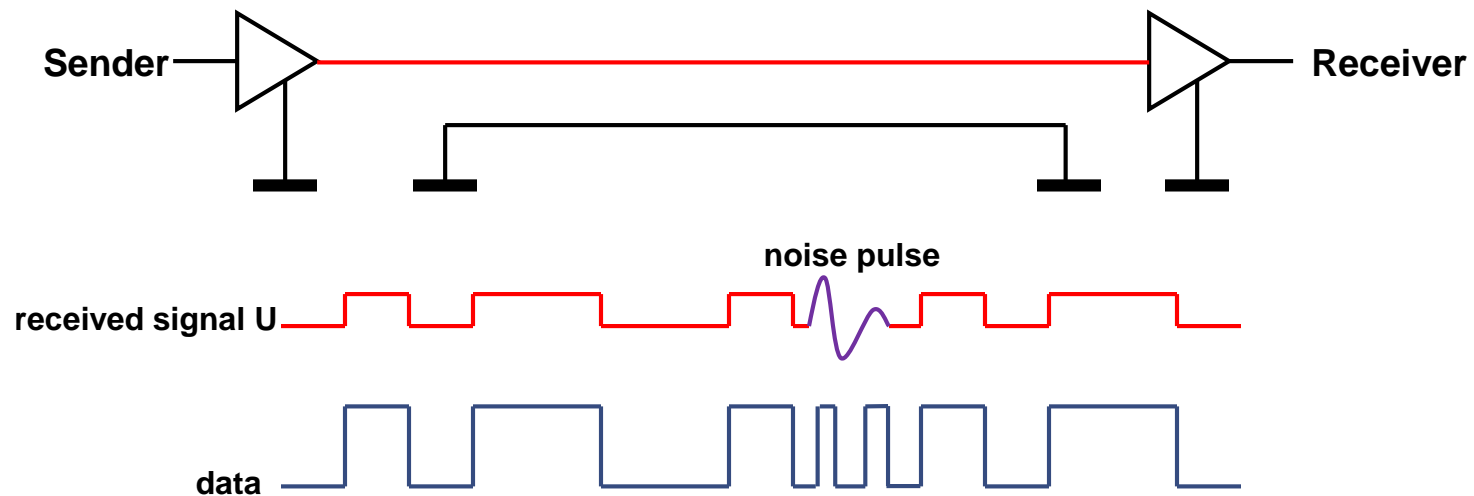 Sender
Receiver
noise pulse
received signal U
data